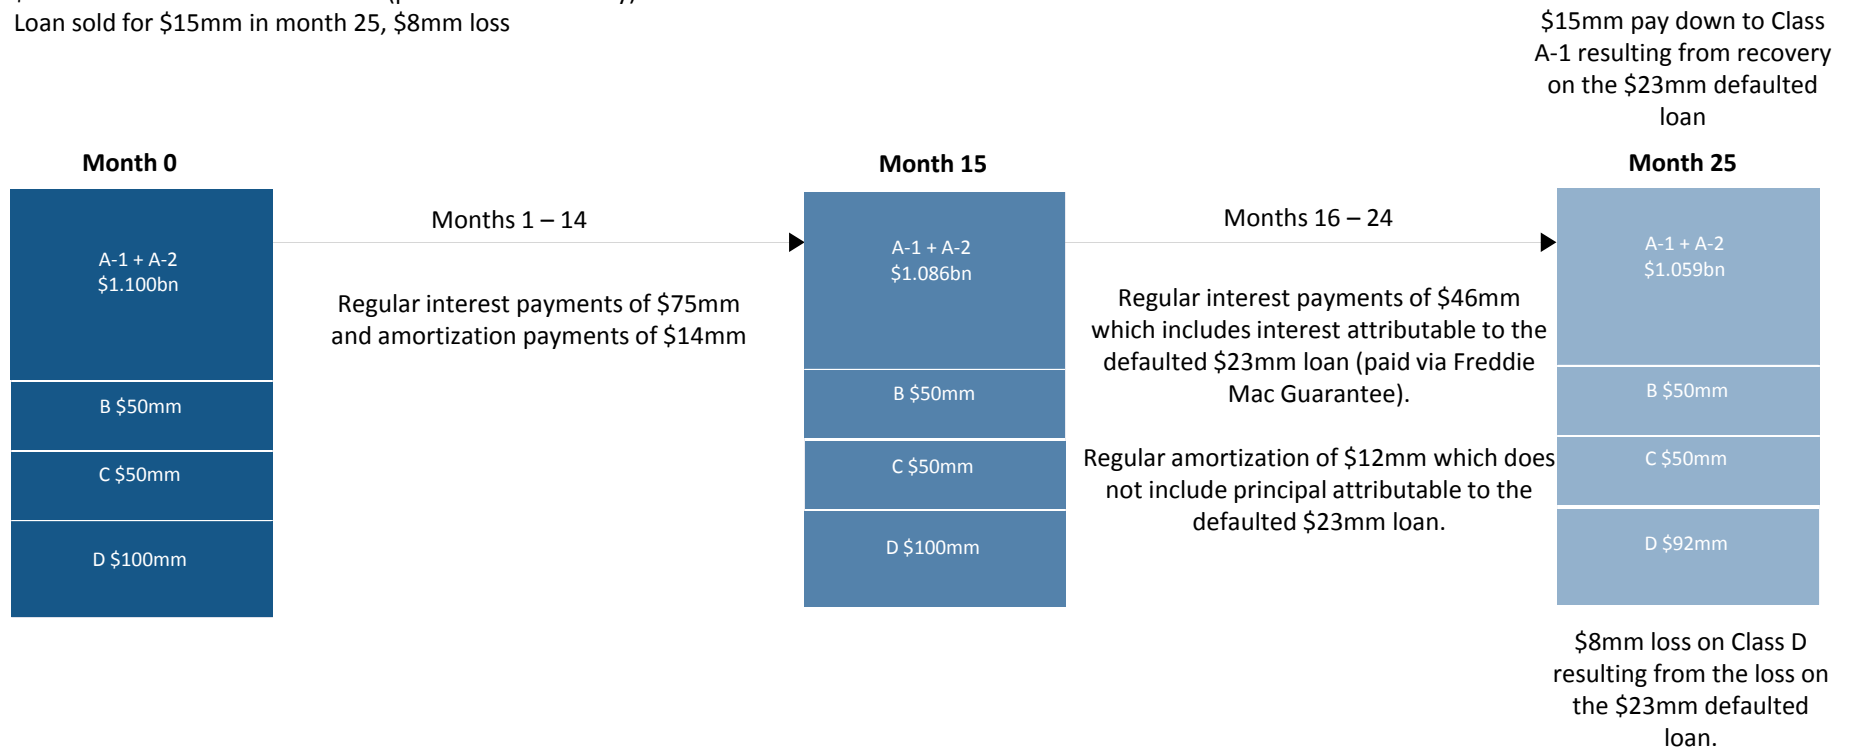 Loan sold for $15mm in month 25, $8mm loss
$15mm pay down to Class
A-1 resulting from recovery
on the $23mm defaulted
loan
Month 0
Month 15
Month 25
Months 1 – 14
Months 16 – 24
A-1 + A-2
$1.100bn
A-1 + A-2
$1.086bn
A-1 + A-2
$1.059bn
Regular interest payments of $75mm
and amortization payments of $14mm
Regular interest payments of $46mm
which includes interest attributable to the
defaulted $23mm loan (paid via Freddie
Mac Guarantee).
B $50mm
B $50mm
B $50mm
C $50mm
C $50mm
C $50mm
Regular amortization of $12mm which does
not include principal attributable to the
defaulted $23mm loan.
D $100mm
D $100mm
D $92mm
$8mm loss on Class D
resulting from the loss on
the $23mm defaulted
loan.